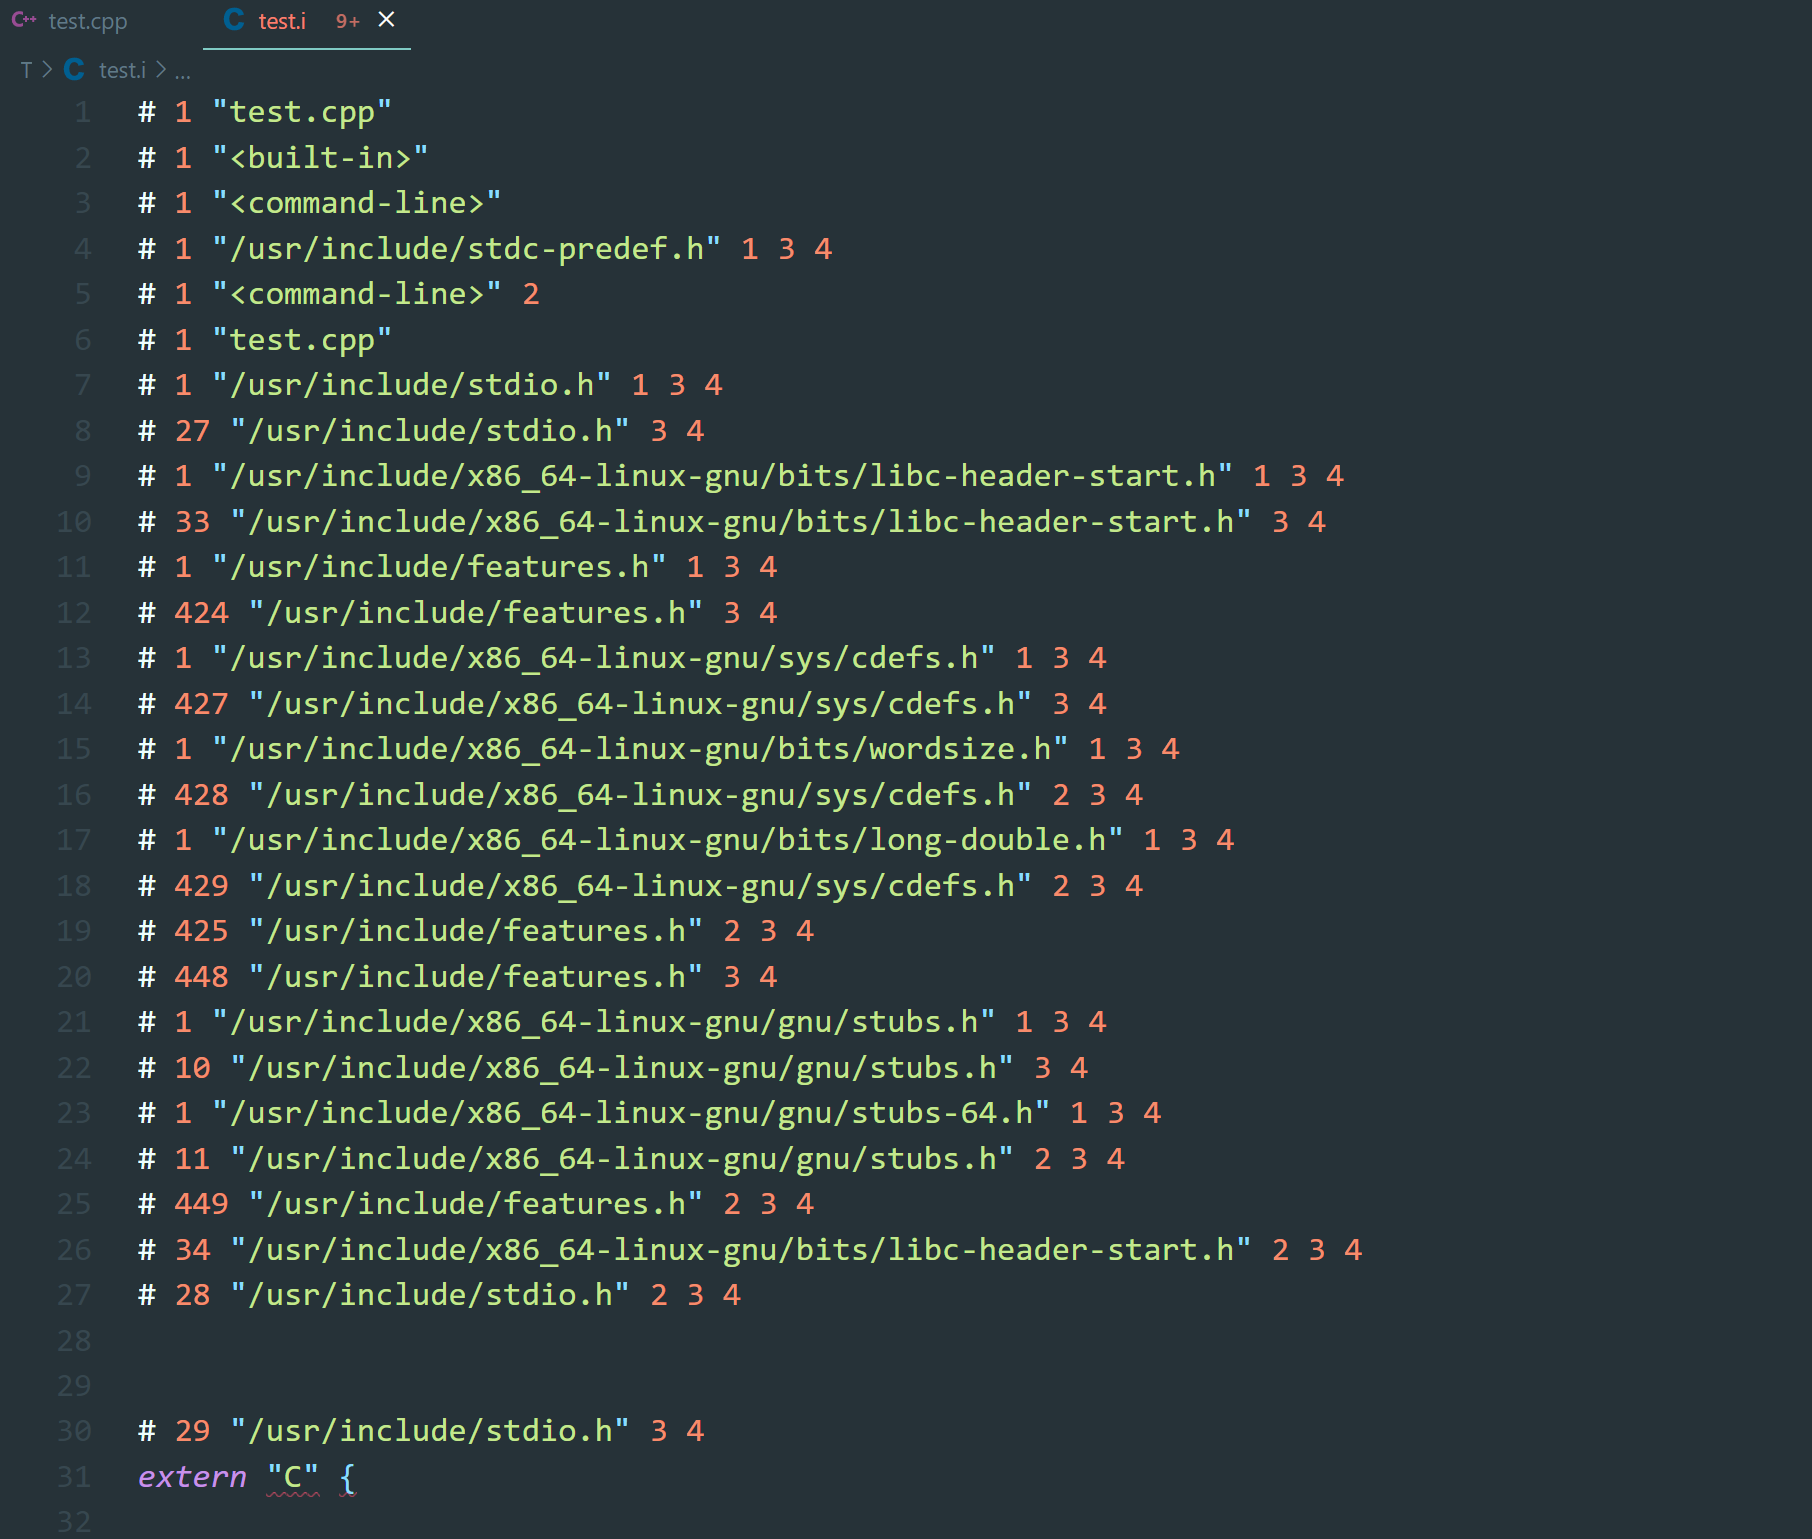 C++ test.cpp
C test.i 9+ ×
T > C test.i > ...
1 # 1 "test.cpp"
2 # 1 "<built-in>"
3 # 1 "<command-line>"
4 # 1 "/usr/include/stdc-predef.h" 1 3 4
5 # 1 "<command-line>" 2
6 # 1 "test.cpp"
7 # 1 "/usr/include/stdio.h" 1 3 4
8 # 27 "/usr/include/stdio.h" 3 4
9 # 1 "/usr/include/x86_64-linux-gnu/bits/libc-header-start.h" 1 3 4
10 # 33 "/usr/include/x86_64-linux-gnu/bits/libc-header-start.h" 3 4
11 # 1 "/usr/include/features.h" 1 3 4
12 # 424 "/usr/include/features.h" 3 4
13 # 1 "/usr/include/x86_64-linux-gnu/sys/cdefs.h" 1 3 4
14 # 427 "/usr/include/x86_64-linux-gnu/sys/cdefs.h" 3 4
15 # 1 "/usr/include/x86_64-linux-gnu/bits/wordsize.h" 1 3 4
16 # 428 "/usr/include/x86_64-linux-gnu/sys/cdefs.h" 2 3 4
17 # 1 "/usr/include/x86_64-linux-gnu/bits/long-double.h" 1 3 4
18 # 429 "/usr/include/x86_64-linux-gnu/sys/cdefs.h" 2 3 4
19 # 425 "/usr/include/features.h" 2 3 4
20 # 448 "/usr/include/features.h" 3 4
21 # 1 "/usr/include/x86_64-linux-gnu/gnu/stubs.h" 1 3 4
22 # 10 "/usr/include/x86_64-linux-gnu/gnu/stubs.h" 3 4
23 # 1 "/usr/include/x86_64-linux-gnu/gnu/stubs-64.h" 1 3 4
24 # 11 "/usr/include/x86_64-linux-gnu/gnu/stubs.h" 2 3 4
25 # 449 "/usr/include/features.h" 2 3 4
26 # 34 "/usr/include/x86_64-linux-gnu/bits/libc-header-start.h" 2 3 4
27 # 28 "/usr/include/stdio.h" 2 3 4
28
29
30 # 29 "/usr/include/stdio.h" 3 4
31 extern "C" {
32